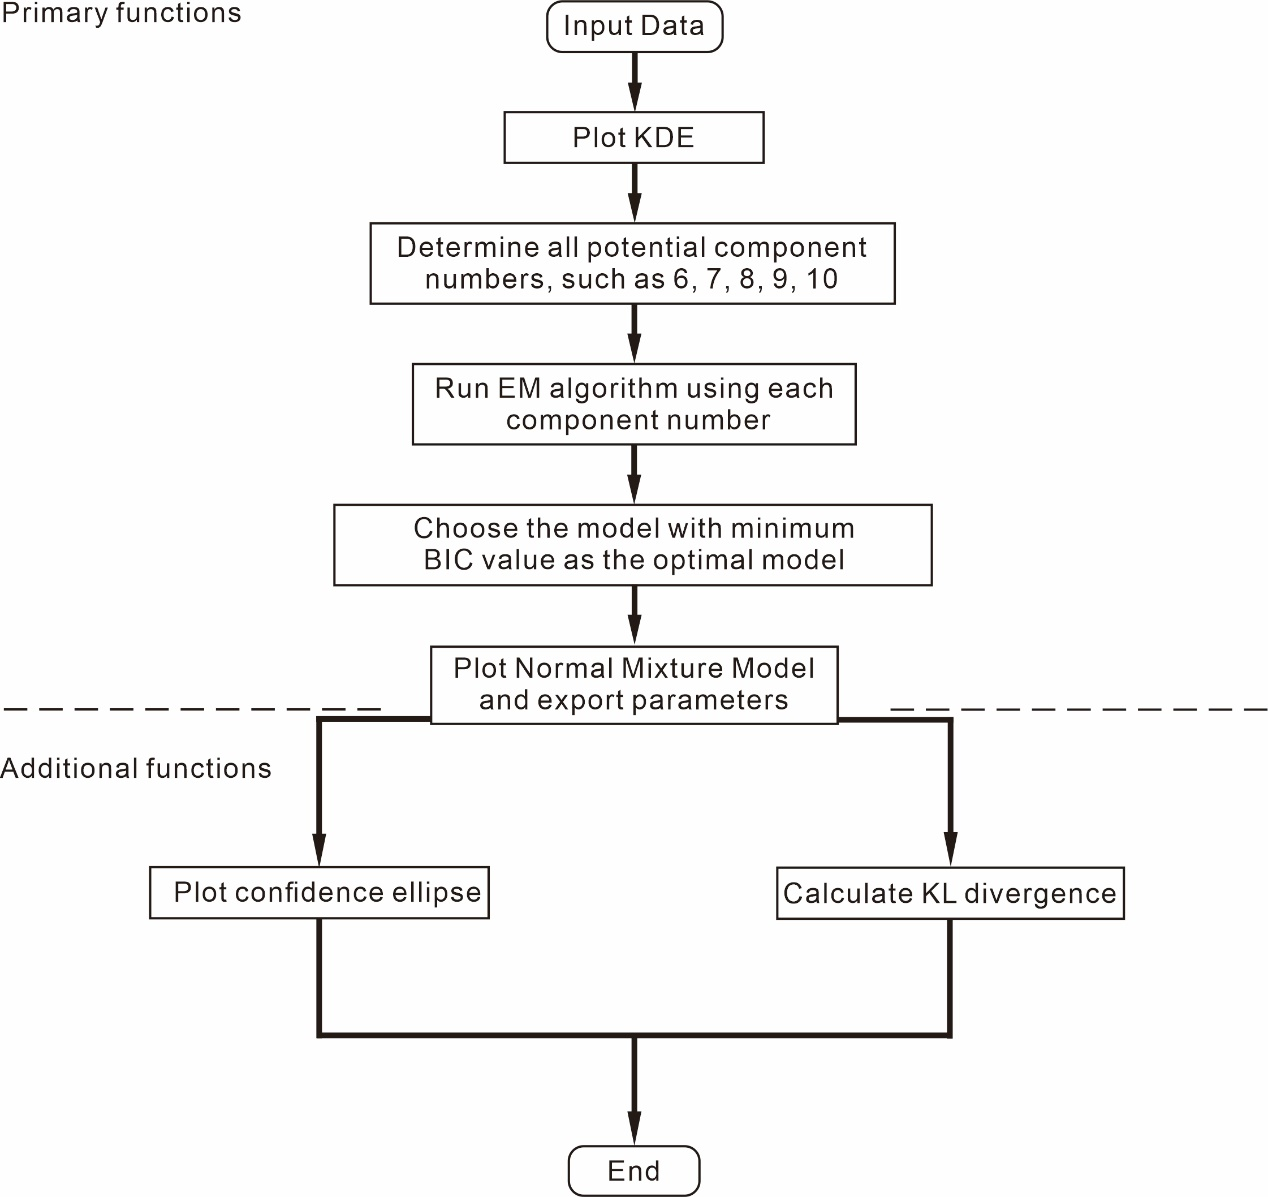 Primary functions
Input Data
Plot KDE
Determine all potential component
numbers, such as 6, 7, 8, 9, 10
Run EM algorithm using each
component number
Choose the model with minimum
BIC value as the optimal model
Plot Normal Mixture Model
and export parameters
Additional functions
Plot confidence ellipse
Calculate KL divergence
End